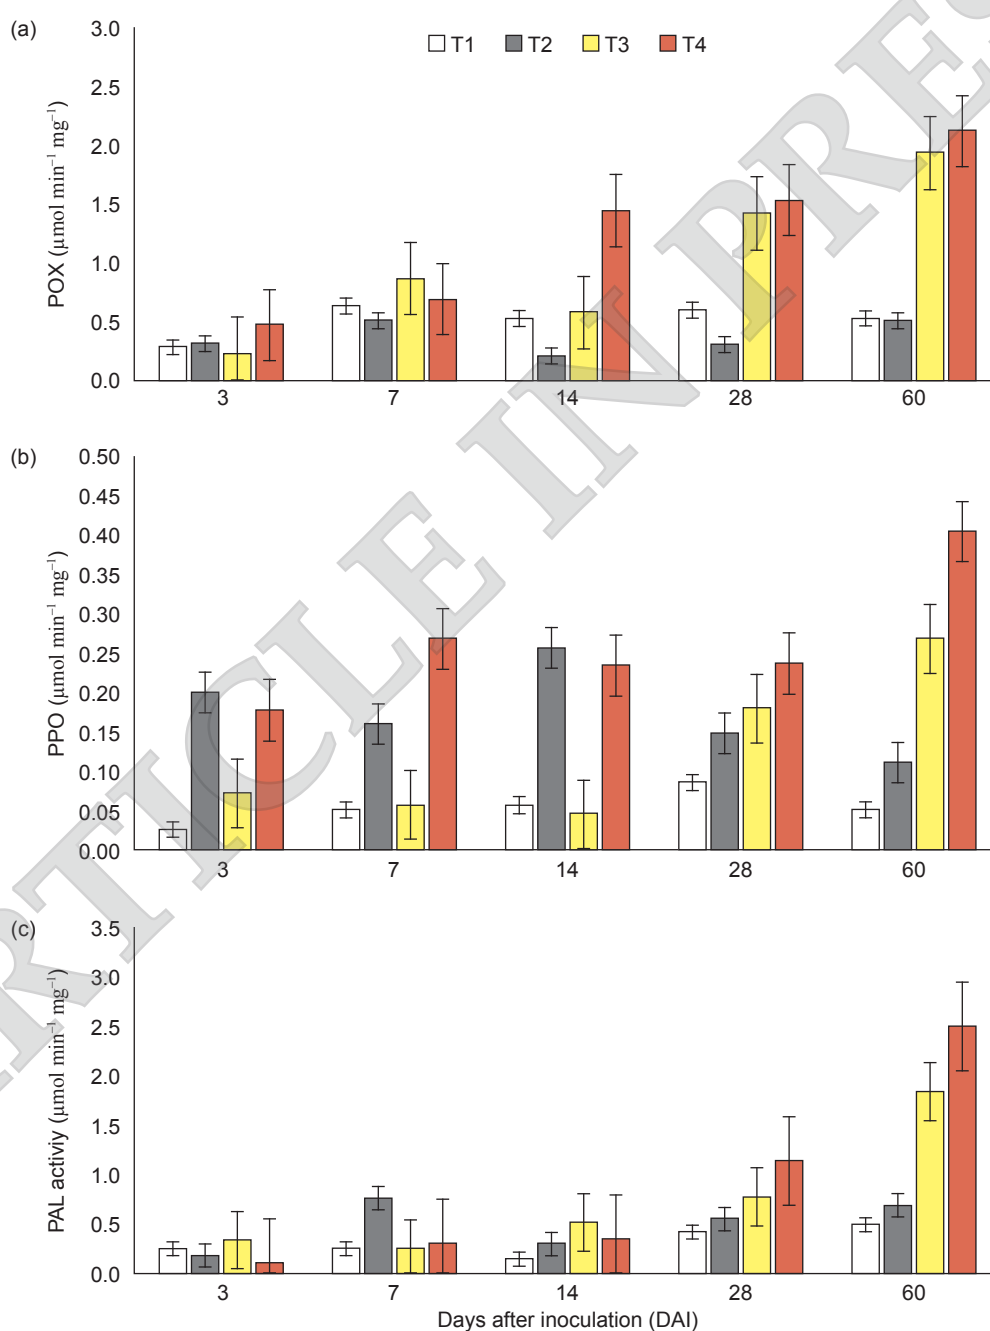 (a)
3.0
2.5
2.0
1.5
1.0
0.5
0.0
POX (µmol min⁻¹ mg⁻¹)
T1 T2 T3 T4
3 7 14 28 60
(b)
0.50
0.45
0.40
0.35
0.30
0.25
0.20
0.15
0.10
0.05
0.00
PPO (µmol min⁻¹ mg⁻¹)
3 7 14 28 60
(c)
3.5
3.0
2.5
2.0
1.5
1.0
0.5
0.0
PAL activiy (µmol min⁻¹ mg⁻¹)
3 7 14 28 60
Days after inoculation (DAI)
RTICLE IN PRES